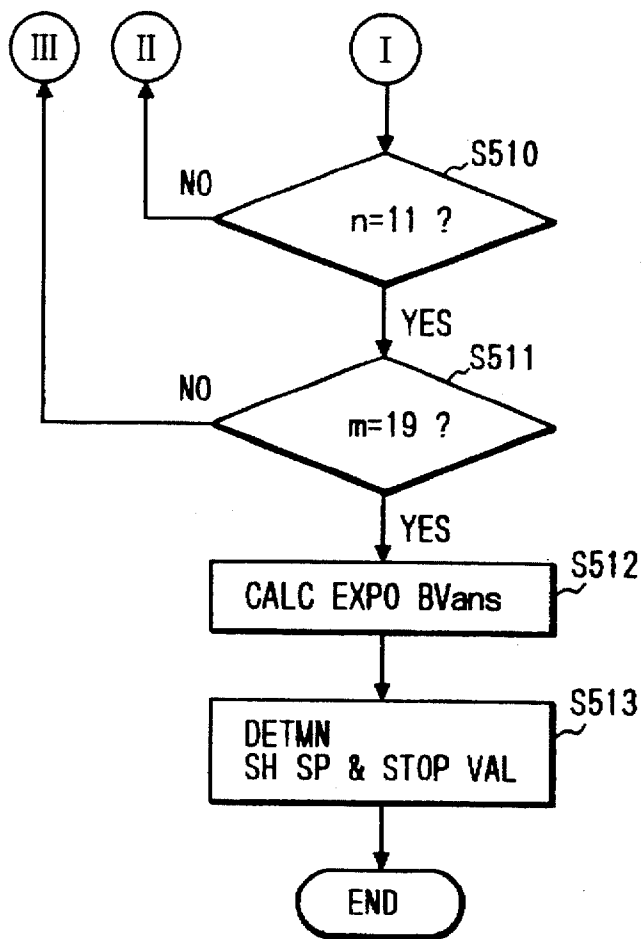 III
II
I
S510
NO
n=11 ?
YES
S511
NO
m=19 ?
YES
S512
CALC EXPO BVans
S513
DETMN
SH SP & STOP VAL
END